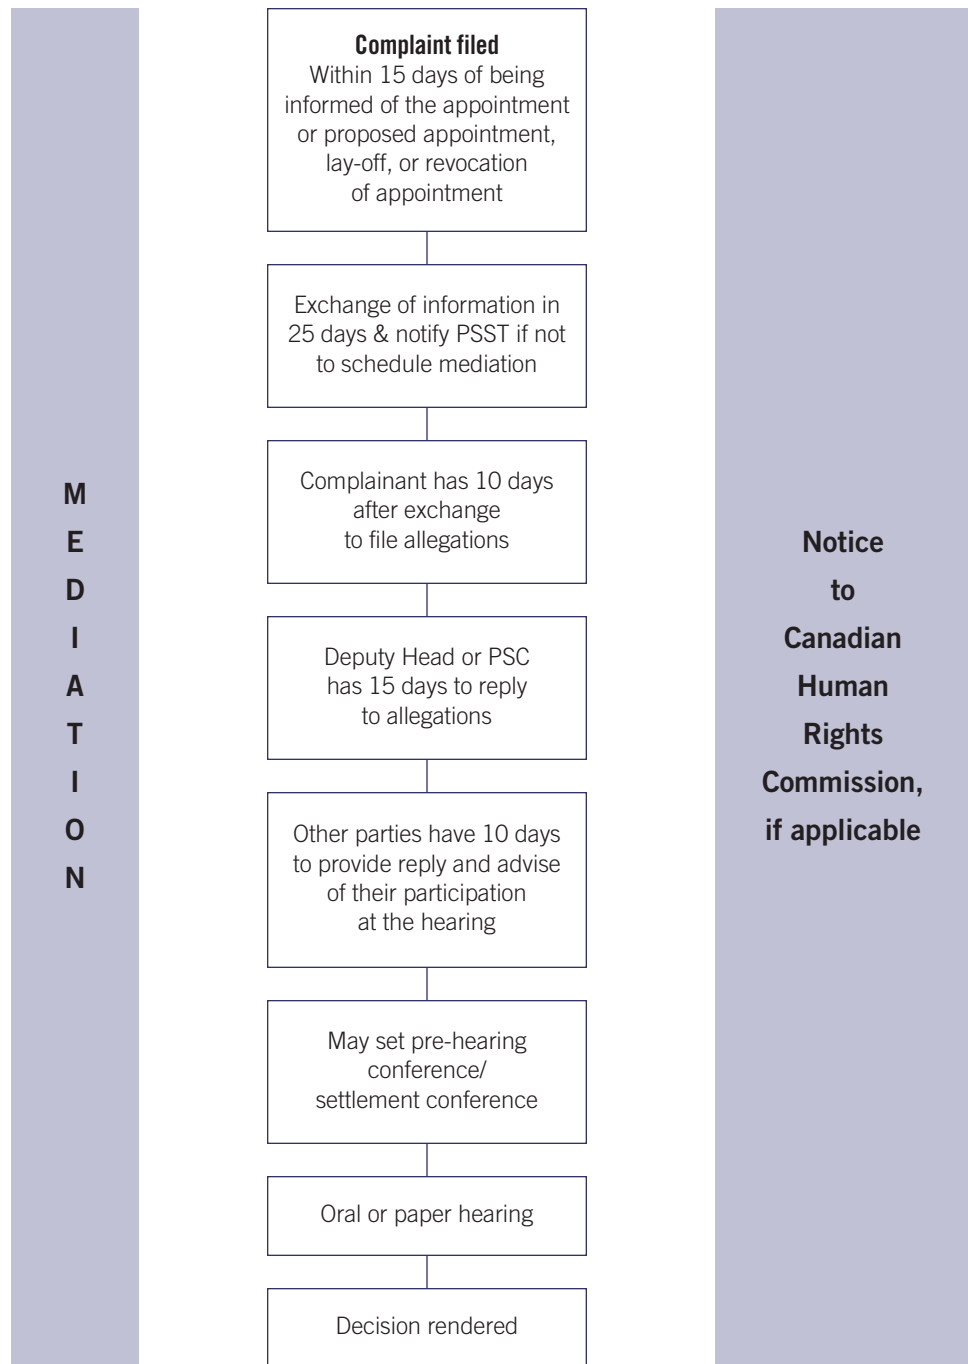 M
E
D
I
A
T
I
O
N
Complaint filed
Within 15 days of being
informed of the appointment
or proposed appointment,
lay-off, or revocation
of appointment
Exchange of information in
25 days & notify PSST if not
to schedule mediation
Complainant has 10 days
after exchange
to file allegations
Deputy Head or PSC
has 15 days to reply
to allegations
Other parties have 10 days
to provide reply and advise
of their participation
at the hearing
May set pre-hearing
conference/
settlement conference
Oral or paper hearing
Decision rendered
Notice
to
Canadian
Human
Rights
Commission,
if applicable